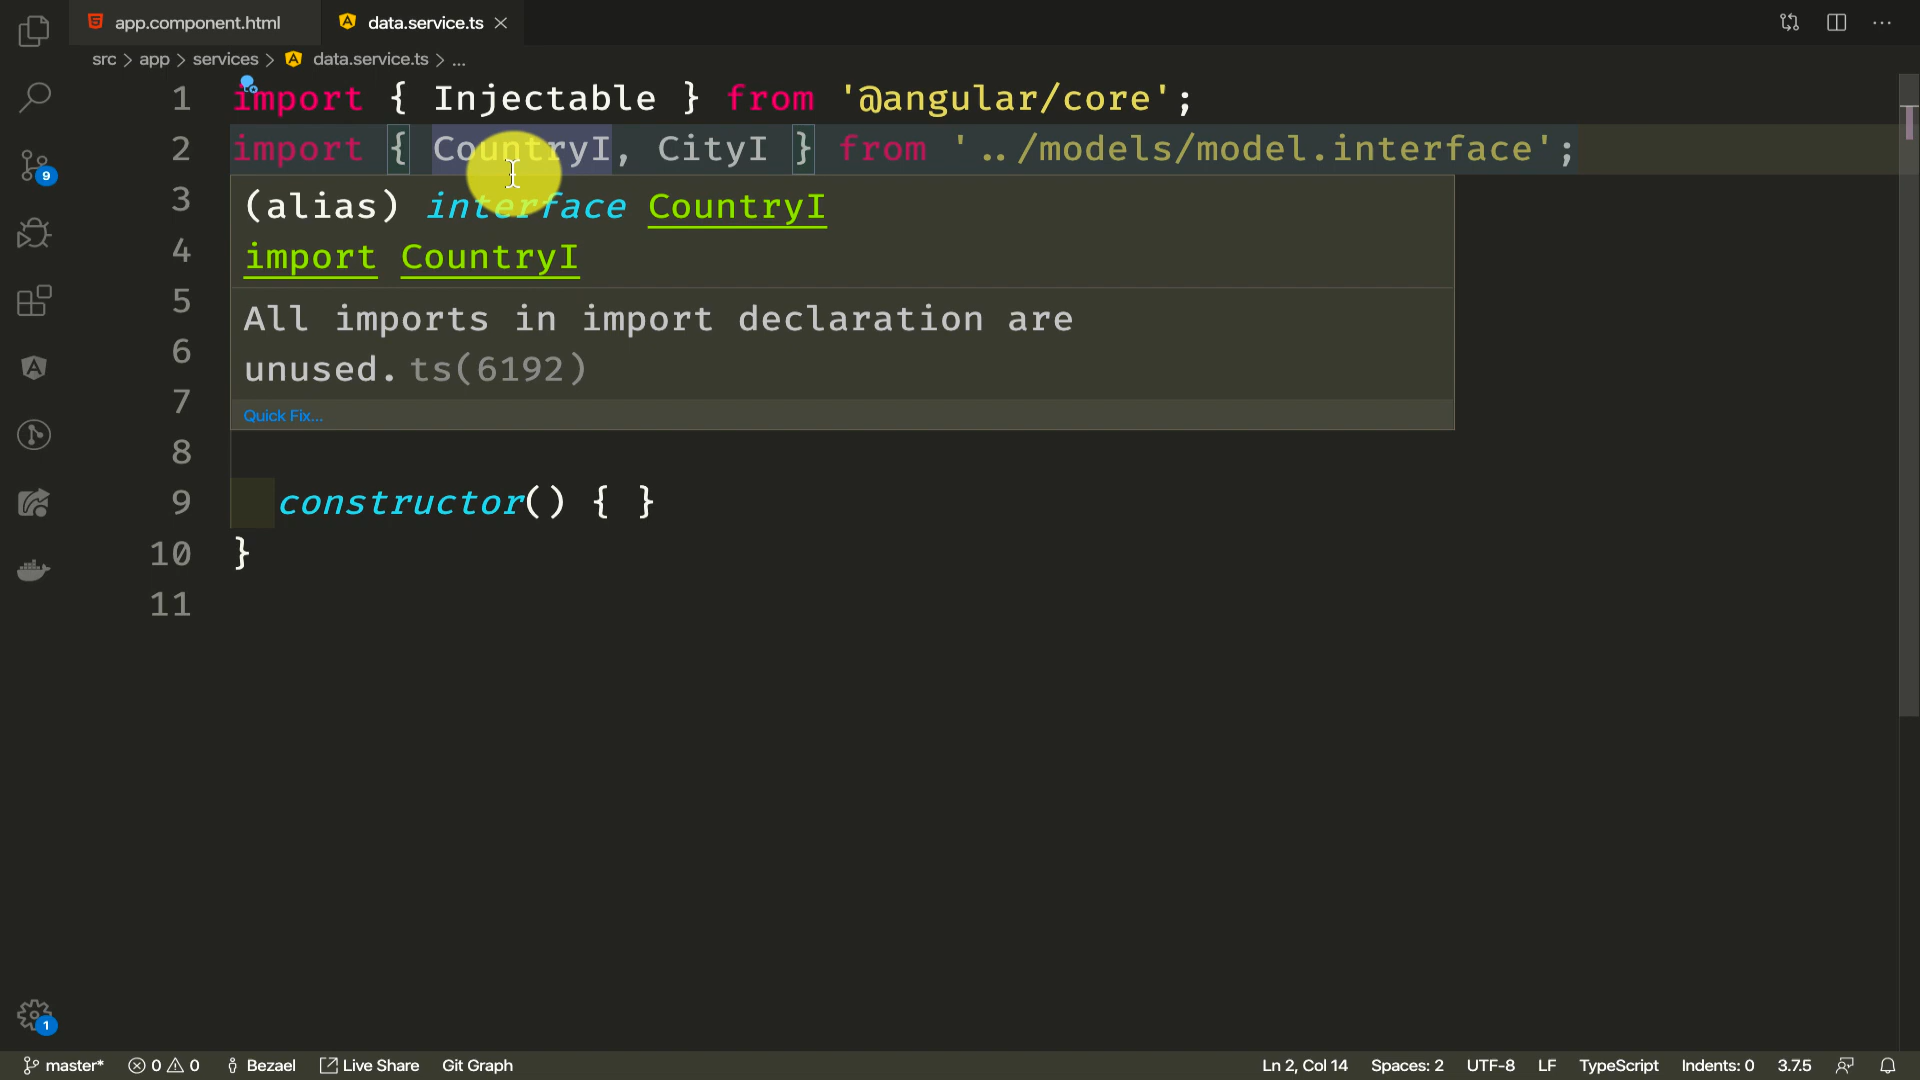 app.component.html
data.service.ts
src > app > services > data.service.ts > ...
1 import { Injectable } from '@angular/core';
2 import { CountryI, CityI } from '../models/model.interface';
3
(alias) interface CountryI
4
import CountryI
5
All imports in import declaration are
6
unused. ts(6192)
7
Quick Fix...
8
9 constructor() { }
10 }
11
9
1
master* 0 0 Bezael Live Share Git Graph Ln 2, Col 14 Spaces: 2 UTF-8 LF TypeScript Indents: 0 3.7.5